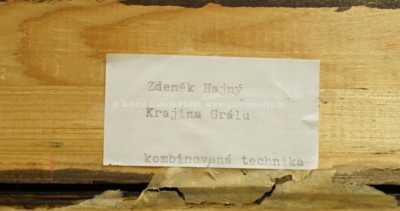 Zdeněk Hajný
Krajina Grálu
kombinovaná technika